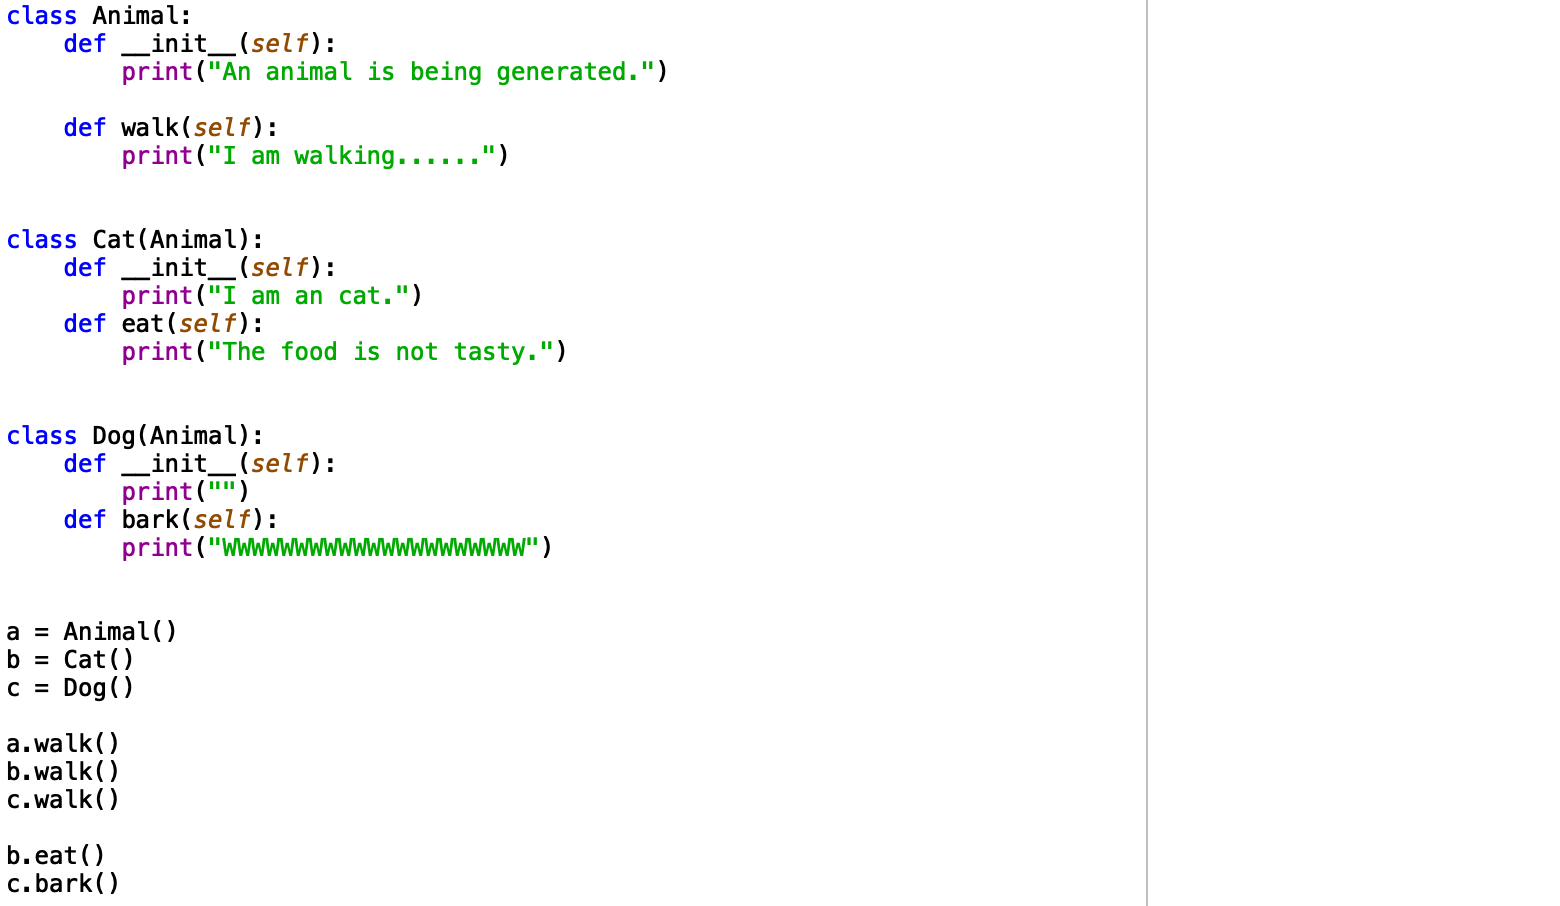 class Animal:
    def __init__(self):
        print("An animal is being generated.")

    def walk(self):
        print("I am walking......")


class Cat(Animal):
    def __init__(self):
        print("I am an cat.")
    def eat(self):
        print("The food is not tasty.")


class Dog(Animal):
    def __init__(self):
        print("")
    def bark(self):
        print("WWWWWWWWWWWWWWWWWWWWW")


a = Animal()
b = Cat()
c = Dog()

a.walk()
b.walk()
c.walk()

b.eat()
c.bark()